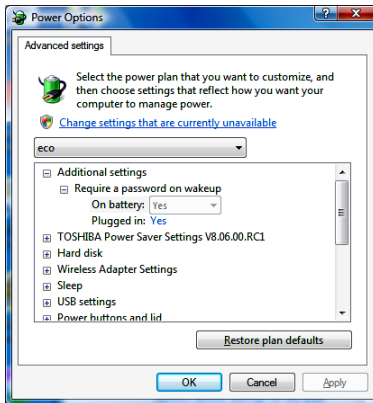 Power Options
Advanced settings
Select the power plan that you want to customize, and
then choose settings that reflect how you want your
computer to manage power.
Change settings that are currently unavailable
eco
Additional settings
Require a password on wakeup
On battery: Yes
Plugged in: Yes
TOSHIBA Power Saver Settings V8.06.00.RC1
Hard disk
Wireless Adapter Settings
Sleep
USB settings
Power buttons and lid
Restore plan defaults
OK Cancel Apply